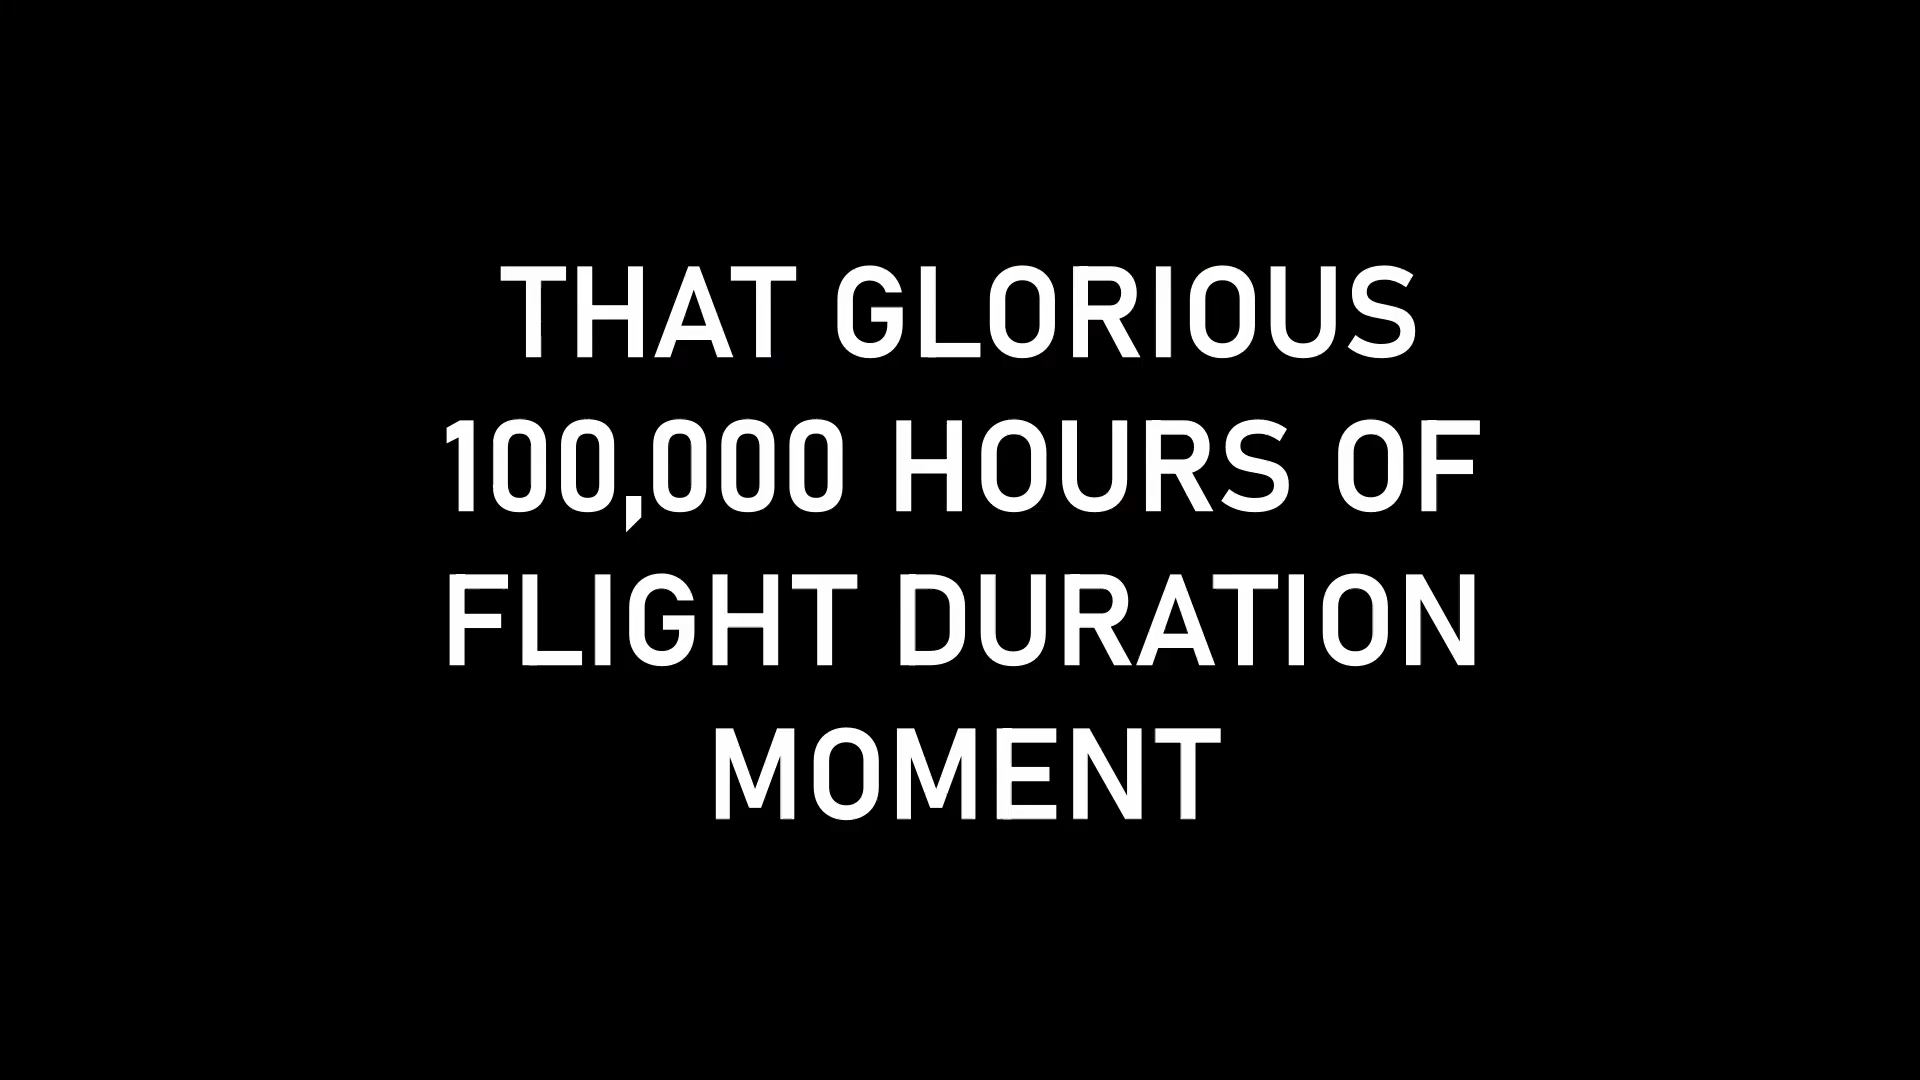 THAT GLORIOUS
100,000 HOURS OF
FLIGHT DURATION
MOMENT